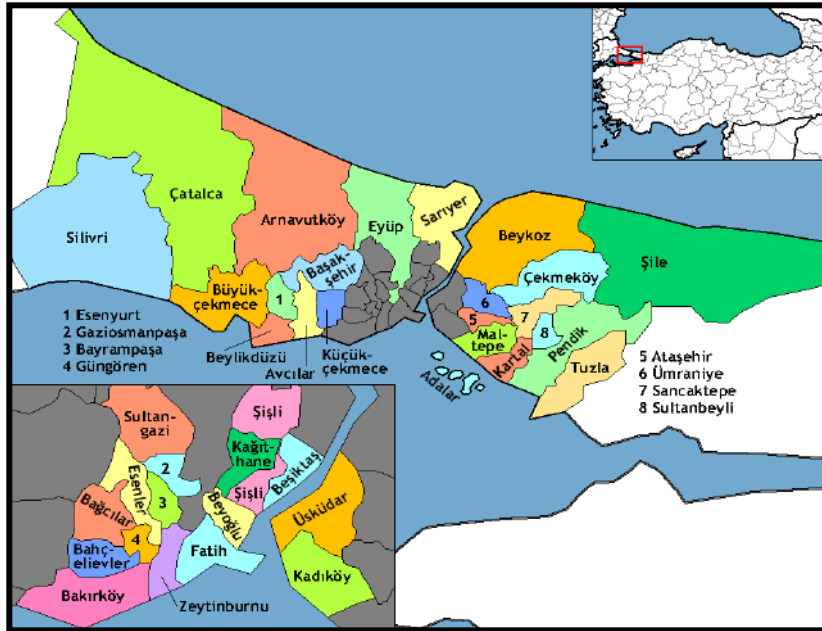 Silivri
Çatalca
Arnavutköy
Eyüp
Sarıyer
Beykoz
Şile
Büyük-
çekmece
Başak-
şehir
Çekmeköy
1
6
5
7
8
Mal-
tepe
Kartal
Pendik
Tuzla
Beylikdüzü
Avcılar
Küçük-
çekmece
Adalar
1 Esenyurt
2 Gaziosmanpaşa
3 Bayrampaşa
4 Güngören
5 Ataşehir
6 Ümraniye
7 Sancaktepe
8 Sultanbeyli
Sultan-
gazi
Şişli
Kağıt-
hane
Beşiktaş
Esenler
2
3
Şişli
Beyoğlu
Üsküdar
Bağcılar
4
Bahç-
elievler
Fatih
Kadıköy
Bakırköy
Zeytinburnu